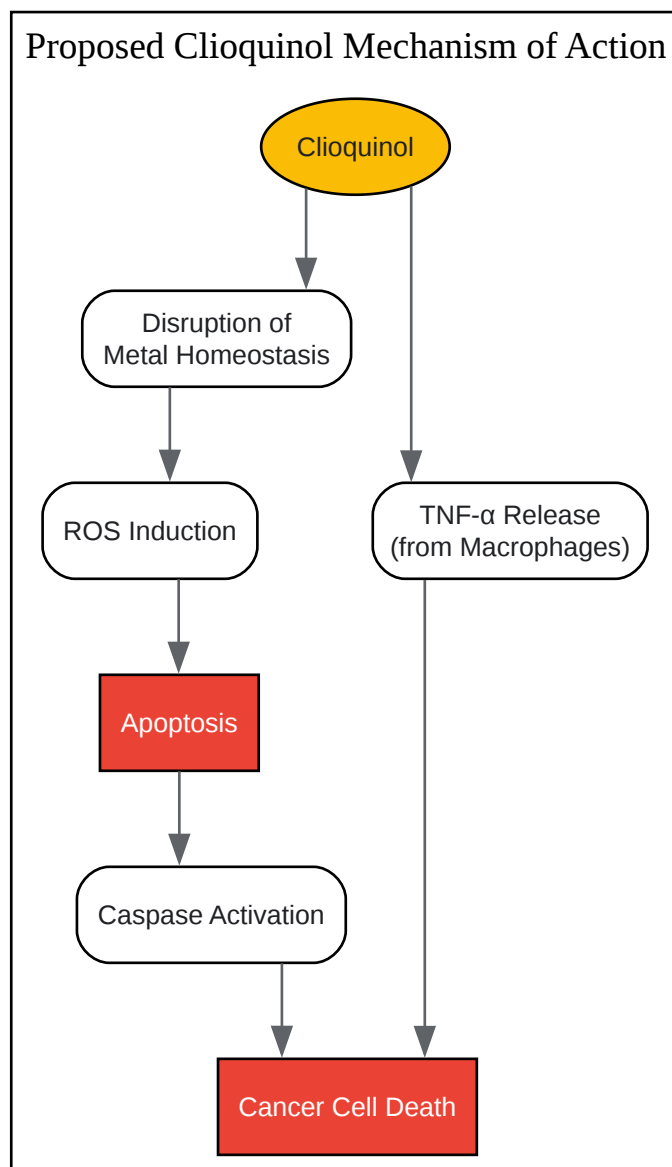 Proposed Clioquinol Mechanism of Action
Clioquinol
Disruption of
Metal Homeostasis
ROS Induction
TNF-α Release
(from Macrophages)
Apoptosis
Caspase Activation
Cancer Cell Death